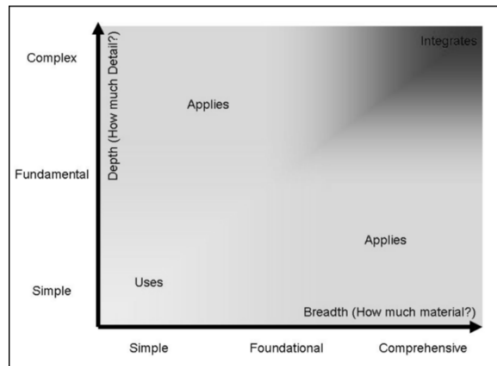 Complex
Integrates
Depth (How much Detail?)
Applies
Fundamental
Applies
Uses
Simple
Breadth (How much material?)
Simple
Foundational
Comprehensive